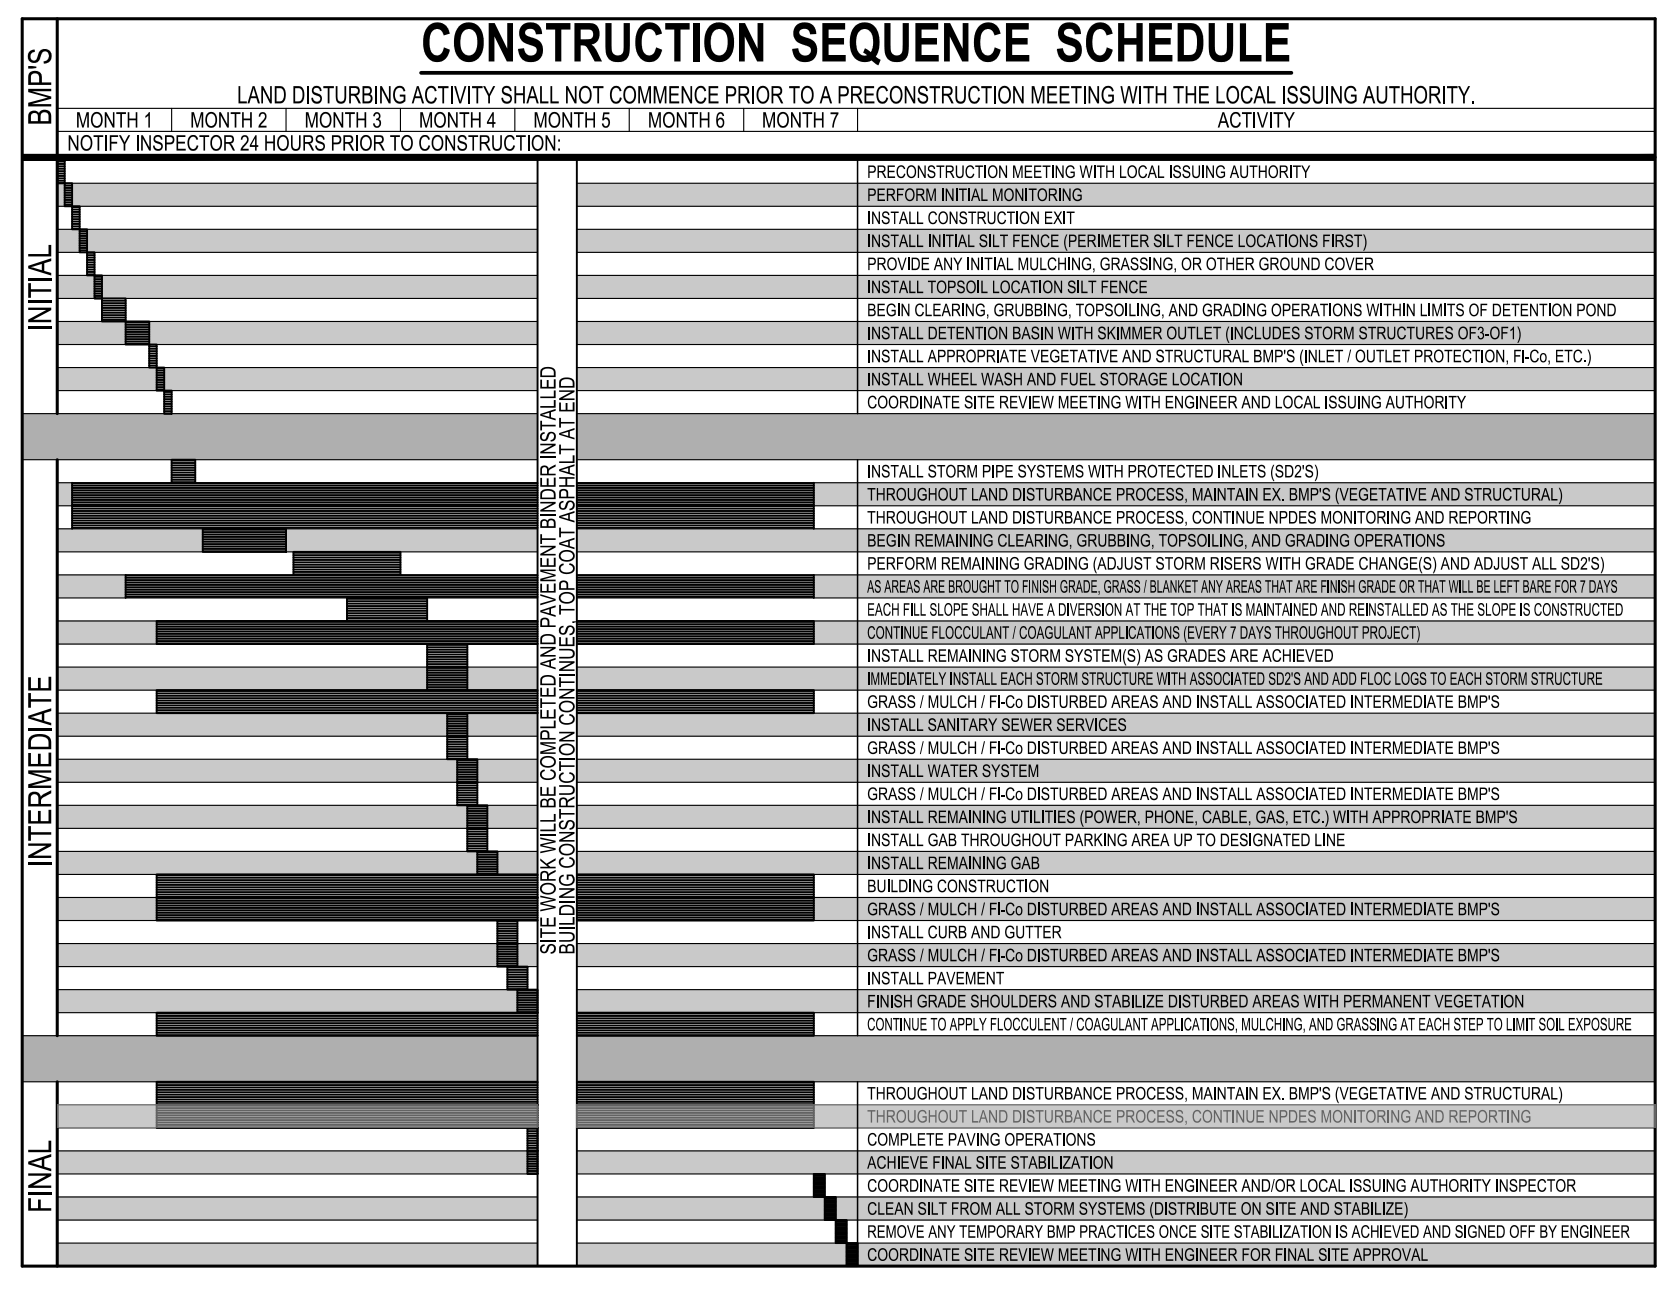 CONSTRUCTION SEQUENCE SCHEDULE
BMP'S
LAND DISTURBING ACTIVITY SHALL NOT COMMENCE PRIOR TO A PRECONSTRUCTION MEETING WITH THE LOCAL ISSUING AUTHORITY.
MONTH 1 MONTH 2 MONTH 3 MONTH 4 MONTH 5 MONTH 6 MONTH 7 ACTIVITY
NOTIFY INSPECTOR 24 HOURS PRIOR TO CONSTRUCTION:
INITIAL
PRECONSTRUCTION MEETING WITH LOCAL ISSUING AUTHORITY
PERFORM INITIAL MONITORING
INSTALL CONSTRUCTION EXIT
INSTALL INITIAL SILT FENCE (PERIMETER SILT FENCE LOCATIONS FIRST)
PROVIDE ANY INITIAL MULCHING, GRASSING, OR OTHER GROUND COVER
INSTALL TOPSOIL LOCATION SILT FENCE
BEGIN CLEARING, GRUBBING, TOPSOILING, AND GRADING OPERATIONS WITHIN LIMITS OF DETENTION POND
INSTALL DETENTION BASIN WITH SKIMMER OUTLET (INCLUDES STORM STRUCTURES OF3-OF1)
INSTALL APPROPRIATE VEGETATIVE AND STRUCTURAL BMP'S (INLET / OUTLET PROTECTION, Fl-Co, ETC.)
INSTALL WHEEL WASH AND FUEL STORAGE LOCATION
COORDINATE SITE REVIEW MEETING WITH ENGINEER AND LOCAL ISSUING AUTHORITY
SITE WORK WILL BE COMPLETED AND PAVEMENT BINDER INSTALLED
BUILDING CONSTRUCTION CONTINUES, TOP COAT ASPHALT AT END
INTERMEDIATE
INSTALL STORM PIPE SYSTEMS WITH PROTECTED INLETS (SD2'S)
THROUGHOUT LAND DISTURBANCE PROCESS, MAINTAIN EX. BMP'S (VEGETATIVE AND STRUCTURAL)
THROUGHOUT LAND DISTURBANCE PROCESS, CONTINUE NPDES MONITORING AND REPORTING
BEGIN REMAINING CLEARING, GRUBBING, TOPSOILING, AND GRADING OPERATIONS
PERFORM REMAINING GRADING (ADJUST STORM RISERS WITH GRADE CHANGE(S) AND ADJUST ALL SD2'S)
AS AREAS ARE BROUGHT TO FINISH GRADE, GRASS / BLANKET ANY AREAS THAT ARE FINISH GRADE OR THAT WILL BE LEFT BARE FOR 7 DAYS
EACH FILL SLOPE SHALL HAVE A DIVERSION AT THE TOP THAT IS MAINTAINED AND REINSTALLED AS THE SLOPE IS CONSTRUCTED
CONTINUE FLOCCULANT / COAGULANT APPLICATIONS (EVERY 7 DAYS THROUGHOUT PROJECT)
INSTALL REMAINING STORM SYSTEM(S) AS GRADES ARE ACHIEVED
IMMEDIATELY INSTALL EACH STORM STRUCTURE WITH ASSOCIATED SD2'S AND ADD FLOC LOGS TO EACH STORM STRUCTURE
GRASS / MULCH / Fl-Co DISTURBED AREAS AND INSTALL ASSOCIATED INTERMEDIATE BMP'S
INSTALL SANITARY SEWER SERVICES
GRASS / MULCH / Fl-Co DISTURBED AREAS AND INSTALL ASSOCIATED INTERMEDIATE BMP'S
INSTALL WATER SYSTEM
GRASS / MULCH / Fl-Co DISTURBED AREAS AND INSTALL ASSOCIATED INTERMEDIATE BMP'S
INSTALL REMAINING UTILITIES (POWER, PHONE, CABLE, GAS, ETC.) WITH APPROPRIATE BMP'S
INSTALL GAB THROUGHOUT PARKING AREA UP TO DESIGNATED LINE
INSTALL REMAINING GAB
BUILDING CONSTRUCTION
GRASS / MULCH / Fl-Co DISTURBED AREAS AND INSTALL ASSOCIATED INTERMEDIATE BMP'S
INSTALL CURB AND GUTTER
GRASS / MULCH / Fl-Co DISTURBED AREAS AND INSTALL ASSOCIATED INTERMEDIATE BMP'S
INSTALL PAVEMENT
FINISH GRADE SHOULDERS AND STABILIZE DISTURBED AREAS WITH PERMANENT VEGETATION
CONTINUE TO APPLY FLOCCULENT / COAGULANT APPLICATIONS, MULCHING, AND GRASSING AT EACH STEP TO LIMIT SOIL EXPOSURE
FINAL
THROUGHOUT LAND DISTURBANCE PROCESS, MAINTAIN EX. BMP'S (VEGETATIVE AND STRUCTURAL)
THROUGHOUT LAND DISTURBANCE PROCESS, CONTINUE NPDES MONITORING AND REPORTING
COMPLETE PAVING OPERATIONS
ACHIEVE FINAL SITE STABILIZATION
COORDINATE SITE REVIEW MEETING WITH ENGINEER AND/OR LOCAL ISSUING AUTHORITY INSPECTOR
CLEAN SILT FROM ALL STORM SYSTEMS (DISTRIBUTE ON SITE AND STABILIZE)
REMOVE ANY TEMPORARY BMP PRACTICES ONCE SITE STABILIZATION IS ACHIEVED AND SIGNED OFF BY ENGINEER
COORDINATE SITE REVIEW MEETING WITH ENGINEER FOR FINAL SITE APPROVAL